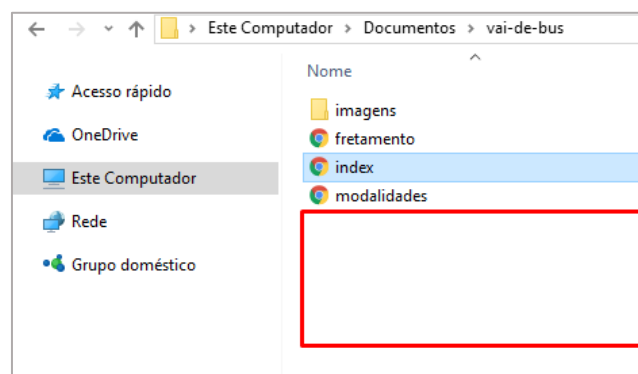 Este Computador > Documentos > vai-de-bus
Nome
Acesso rápido
OneDrive
Este Computador
Rede
Grupo doméstico
imagens
fretamento
index
modalidades